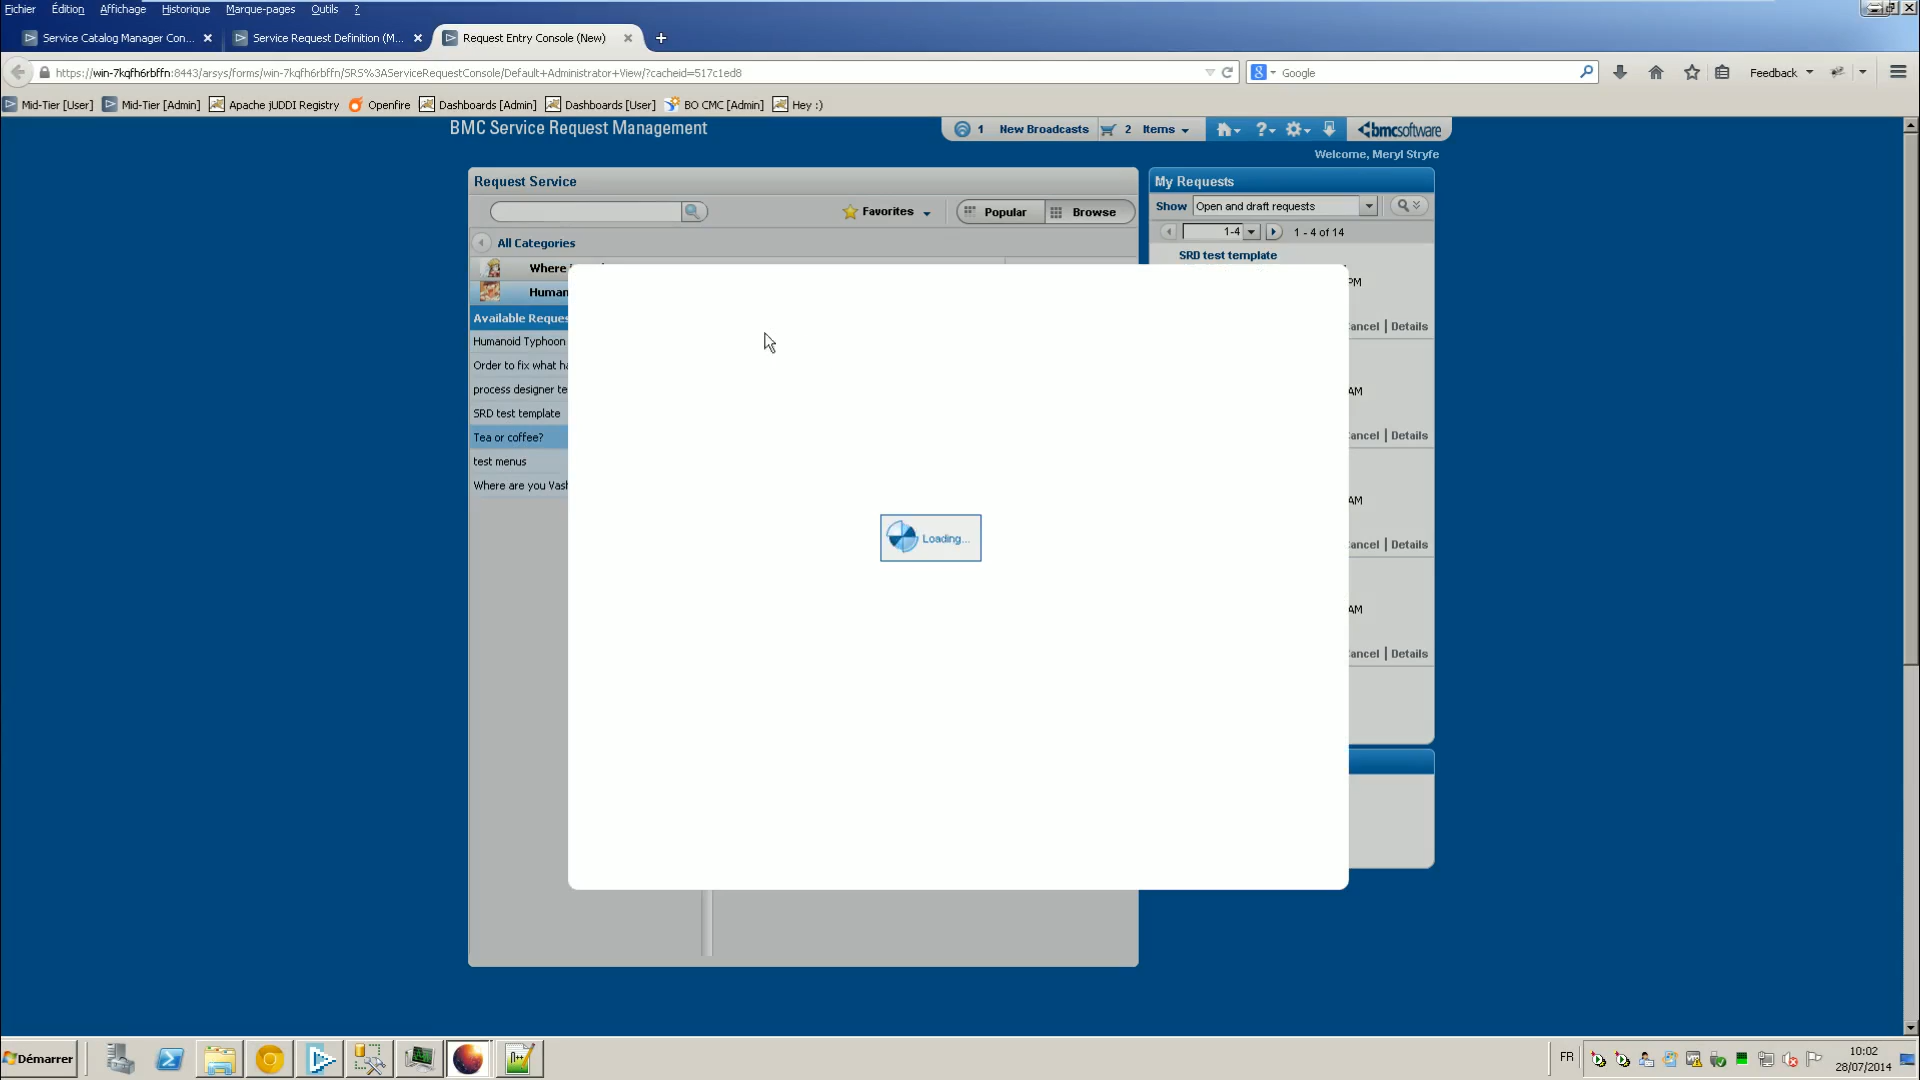 Fichier Édition Affichage Historique Marque-pages Outils ?
Service Catalog Manager Con... Service Request Definition (M... Request Entry Console (New)
https://win-7kqfh6rbffn:8443/arsys/forms/win-7kqfh6rbffn/SRS%3AServiceRequestConsole/Default+Administrator+View/?cacheid=517c1ed8 Google Feedback
Mid-Tier [User] Mid-Tier [Admin] Apache jUDDI Registry Openfire Dashboards [Admin] Dashboards [User] BO CMC [Admin] Hey :)
BMC Service Request Management 1 New Broadcasts 2 Items bmcsoftware
Welcome, Meryl Stryfe
Request Service My Requests
Favorites Popular Browse Show Open and draft requests
1-4 1 - 4 of 14
All Categories
SRD test template
Where
PM
Human
Available Reques
Cancel | Details
Humanoid Typhoon
Order to fix what ha
process designer te
AM
SRD test template
Tea or coffee?
Cancel | Details
test menus
Where are you Vash
AM
Loading...
Cancel | Details
AM
Cancel | Details
Démarrer FR 10:02
28/07/2014